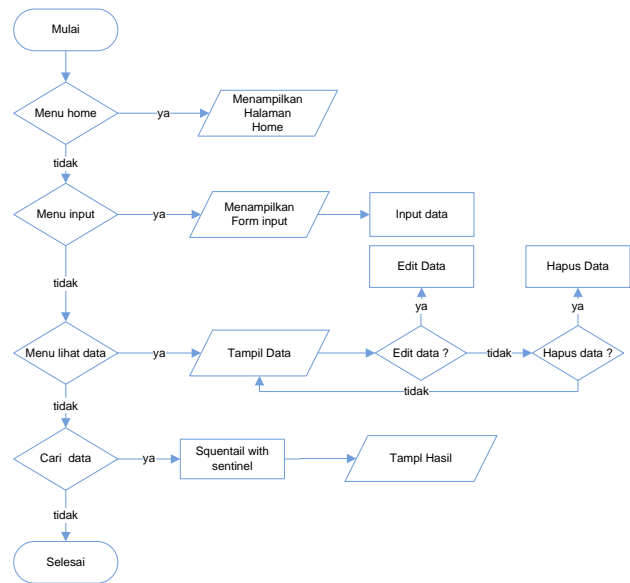 Mulai
Menu home
ya
Menampilkan
Halaman
Home
tidak
Menu input
ya
Menampilkan
Form input
Input data
tidak
Edit Data
Hapus Data
ya
ya
Menu lihat data
ya
Tampil Data
Edit data ?
tidak
Hapus data ?
tidak
tidak
Cari data
ya
Squentail with
sentinel
Tampl Hasil
tidak
Selesai